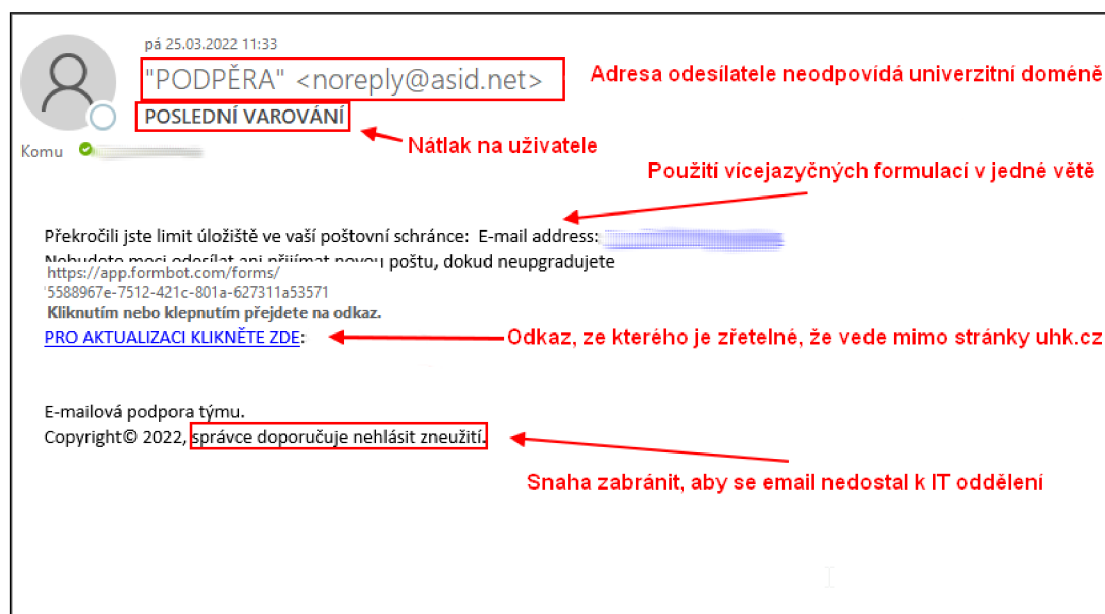 pá 25.03.2022 11:33
"PODPĚRA" <noreply@asid.net>
Adresa odesílatele neodpovídá univerzitní doméně
POSLEDNÍ VAROVÁNÍ
Nátlak na uživatele
Komu
Použití vícejazyčných formulací v jedné větě
Překročili jste limit úložiště ve vaší poštovní schránce: E-mail address:
Nebudete moci odesílat ani přijímat novou poštu, dokud neupgradujete
https://app.formbot.com/forms/
'5588967e-7512-421c-801a-627311a53571
Kliknutím nebo klepnutím přejdete na odkaz.
PRO AKTUALIZACI KLIKNĚTE ZDE:
Odkaz, ze kterého je zřetelné, že vede mimo stránky uhk.cz
E-mailová podpora týmu.
Copyright© 2022, správce doporučuje nehlásit zneužití.
Snaha zabránit, aby se email nedostal k IT oddělení